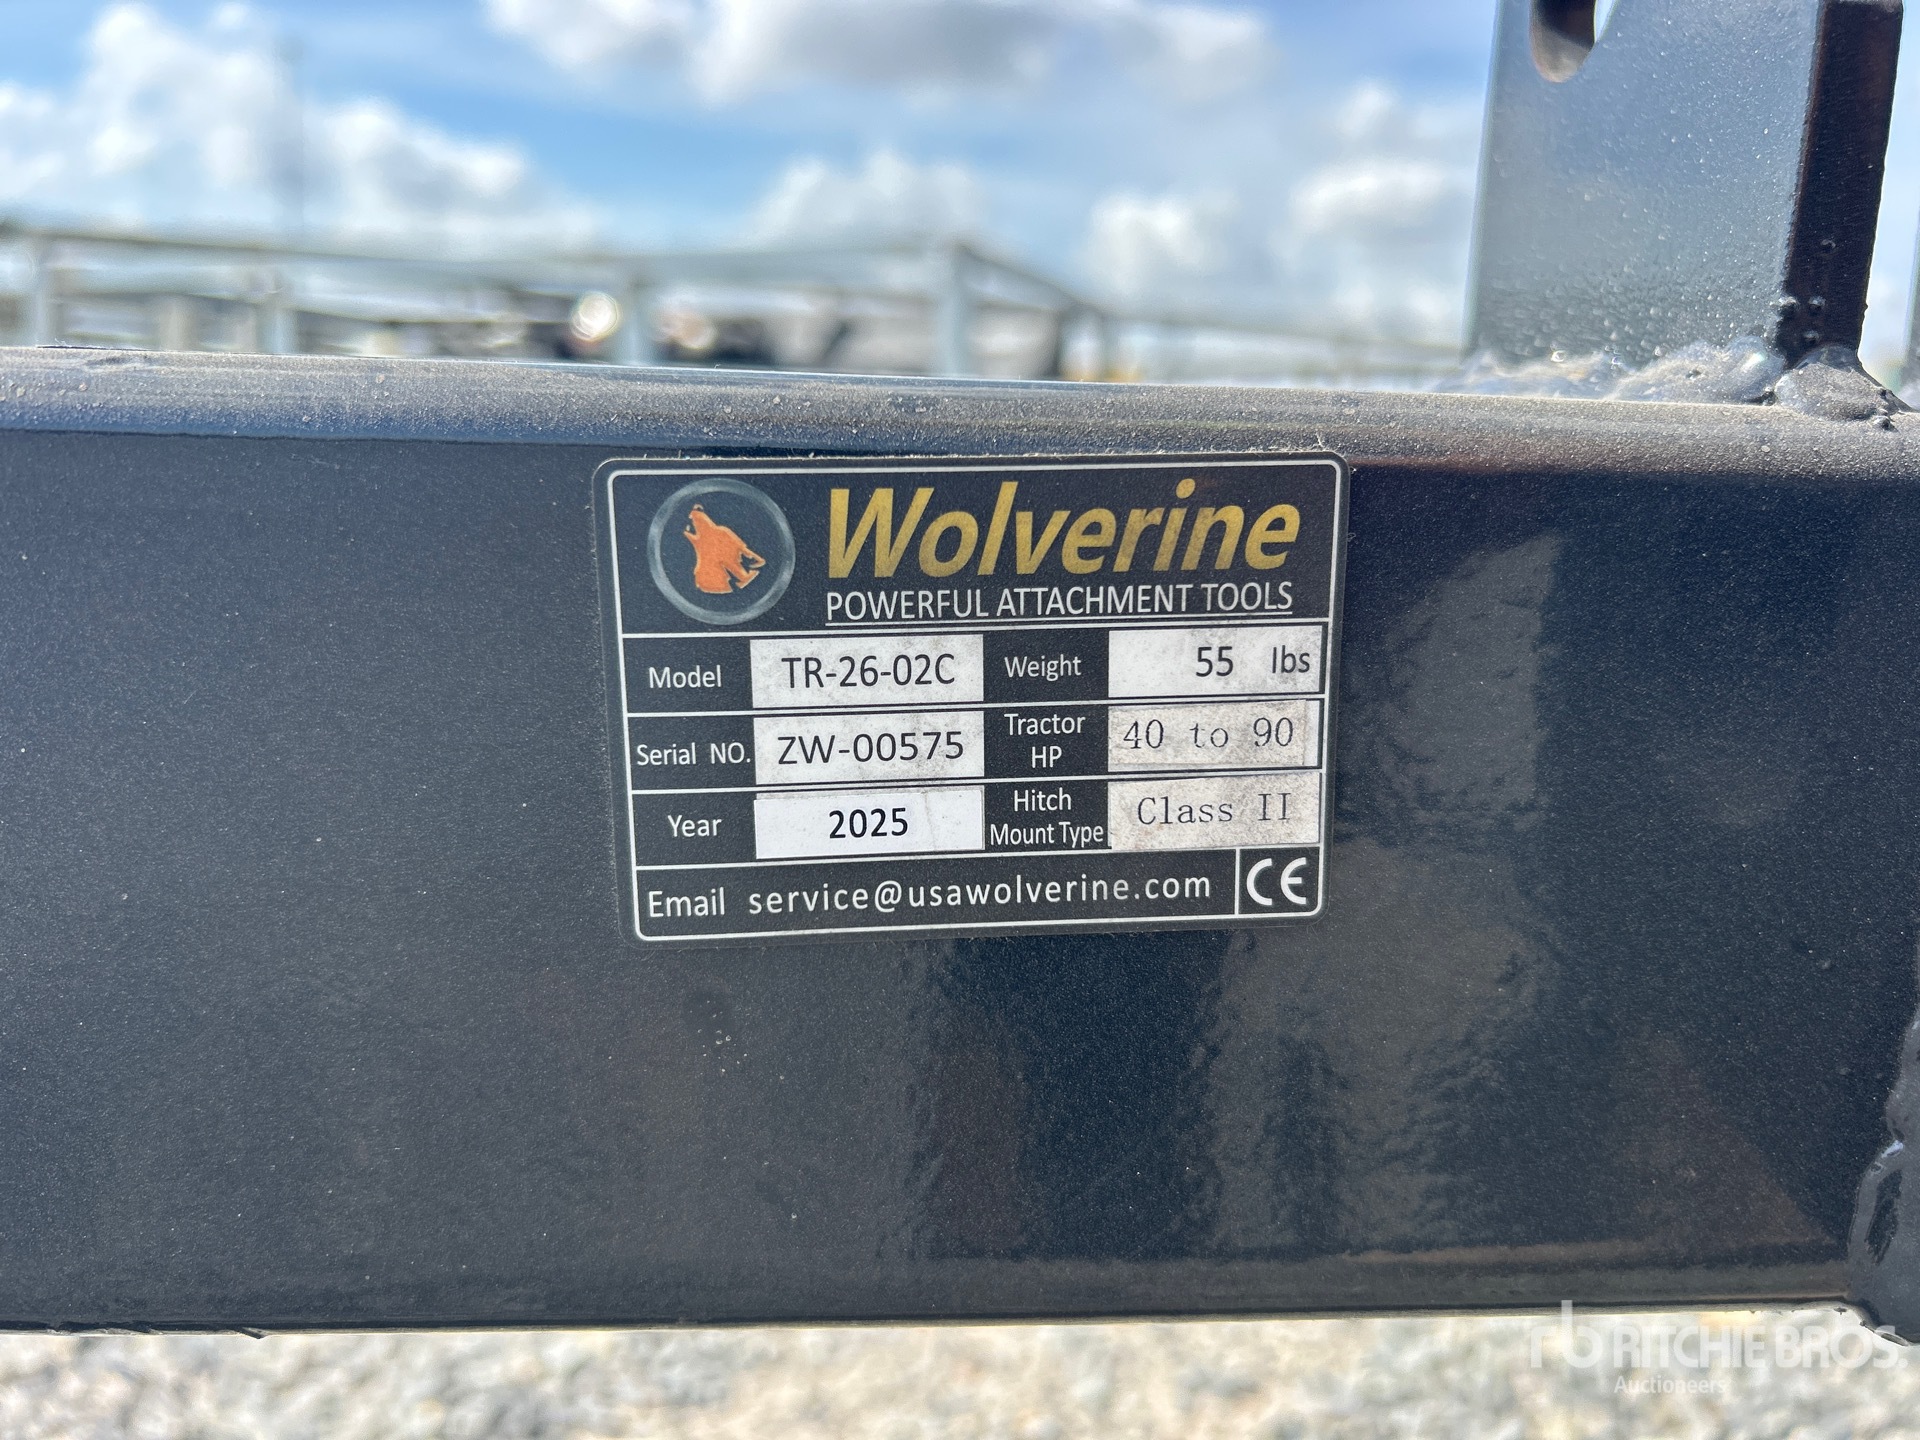 Wolverine
POWERFUL ATTACHMENT TOOLS
Model TR-26-02C Weight 55 lbs
Serial NO. ZW-00575 Tractor HP 40 to 90
Year 2025 Hitch Mount Type Class II
Email service@usawolverine.com CE
rb RITCHIE BROS.
Auctioneers